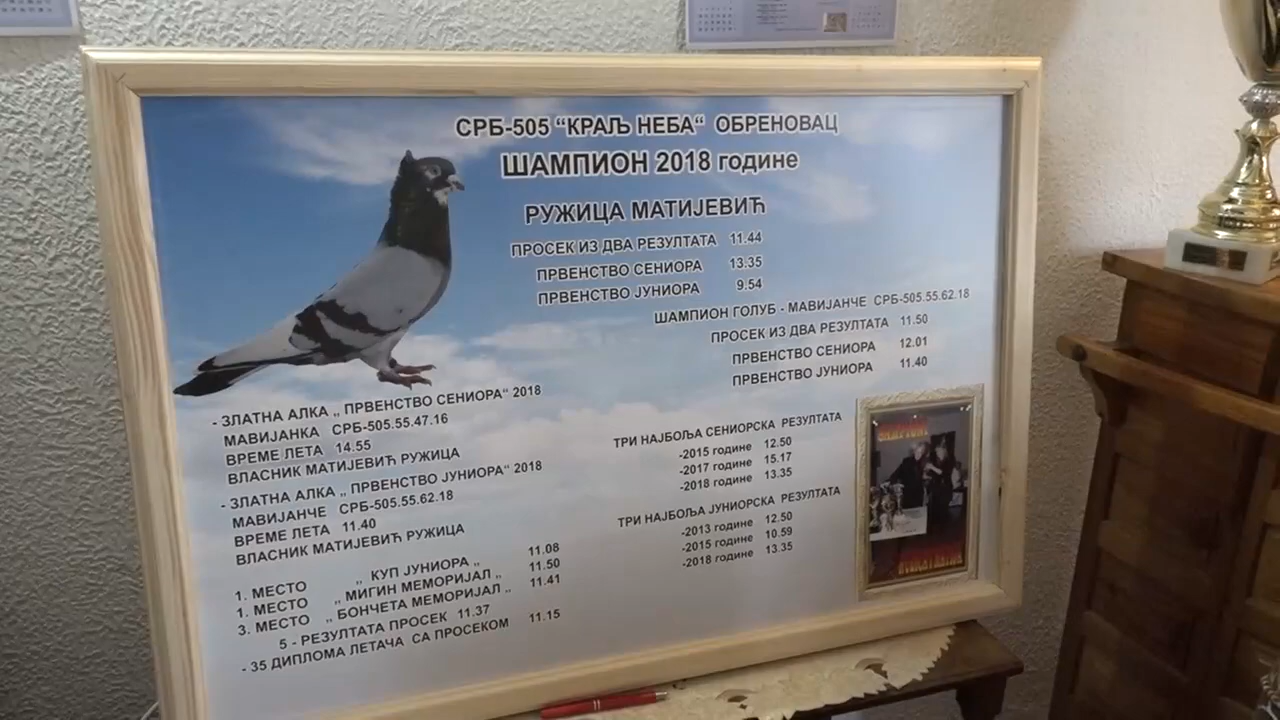 СРБ-505 “КРАЉ НЕБА“ ОБРЕНОВАЦ
ШАМПИОН 2018 године
РУЖИЦА МАТИЈЕВИЋ
ПРОСЕК ИЗ ДВА РЕЗУЛТАТА 11.44
ПРВЕНСТВО СЕНИОРА 13.35
ПРВЕНСТВО ЈУНИОРА 9.54
ШАМПИОН ГОЛУБ - МАВИЈАНЧЕ СРБ-505.55.62.18
ПРОСЕК ИЗ ДВА РЕЗУЛТАТА 11.50
ПРВЕНСТВО СЕНИОРА 12.01
ПРВЕНСТВО ЈУНИОРА 11.40
- ЗЛАТНА АЛКА „ ПРВЕНСТВО СЕНИОРА“ 2018
МАВИЈАНКА СРБ-505.55.47.16
ВРЕМЕ ЛЕТА 14.55
ВЛАСНИК МАТИЈЕВИЋ РУЖИЦА
- ЗЛАТНА АЛКА „ ПРВЕНСТВО ЈУНИОРА“ 2018
МАВИЈАНЧЕ СРБ-505.55.62.18
ВРЕМЕ ЛЕТА 11.40
ВЛАСНИК МАТИЈЕВИЋ РУЖИЦА
1. МЕСТО „ КУП ЈУНИОРА „ 11.08
1. МЕСТО „ МИГИН МЕМОРИЈАЛ „ 11.50
3. МЕСТО „ БОНЧЕТА МЕМОРИЈАЛ „ 11.41
5 - РЕЗУЛТАТА ПРОСЕК 11.37
- 35 ДИПЛОМА ЛЕТАЧА СА ПРОСЕКОМ 11.15
ТРИ НАЈБОЉА СЕНИОРСКА РЕЗУЛТАТА
-2015 године 12.50
-2017 године 15.17
-2018 године 13.35
ТРИ НАЈБОЉА ЈУНИОРСКА РЕЗУЛТАТА
-2013 године 12.50
-2015 године 10.59
-2018 године 13.35